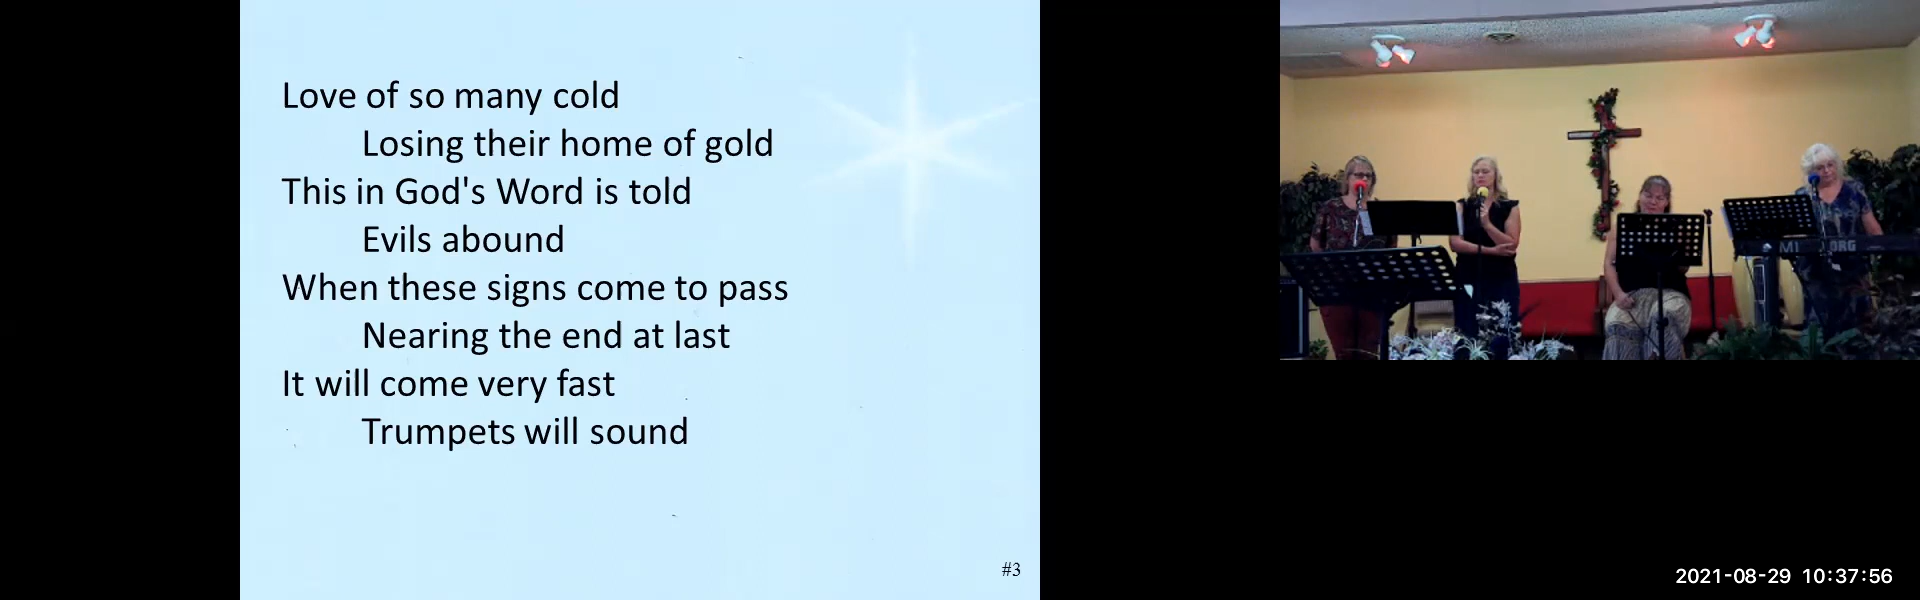 Love of so many cold
Losing their home of gold
This in God's Word is told
Evils abound
When these signs come to pass
Nearing the end at last
It will come very fast
Trumpets will sound
#3
ORG
2021-08-29 10:37:56